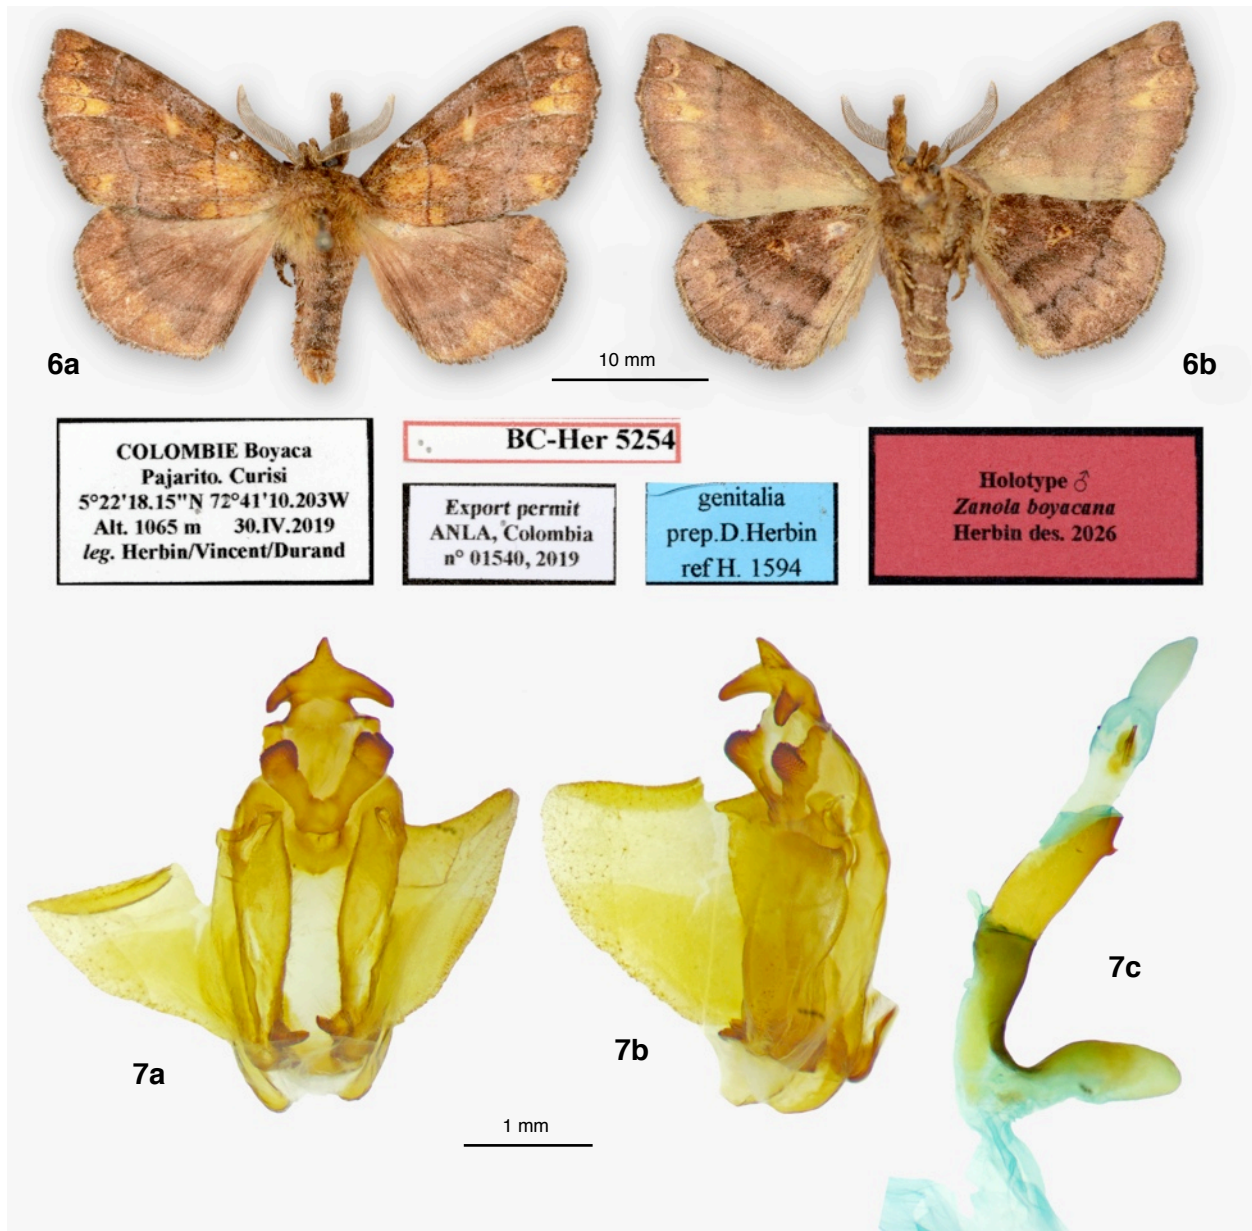 6a
10 mm
6b
COLOMBIE Boyaca
Pajarito. Curisi
5°22'18.15"N 72°41'10.203W
Alt. 1065 m 30.IV.2019
leg. Herbin/Vincent/Durand
BC-Her 5254
Export permit
ANLA, Colombia
n° 01540, 2019
genitalia
prep.D.Herbin
ref H. 1594
Holotype ♂
Zanola boyacana
Herbin des. 2026
7a
7b
7c
1 mm